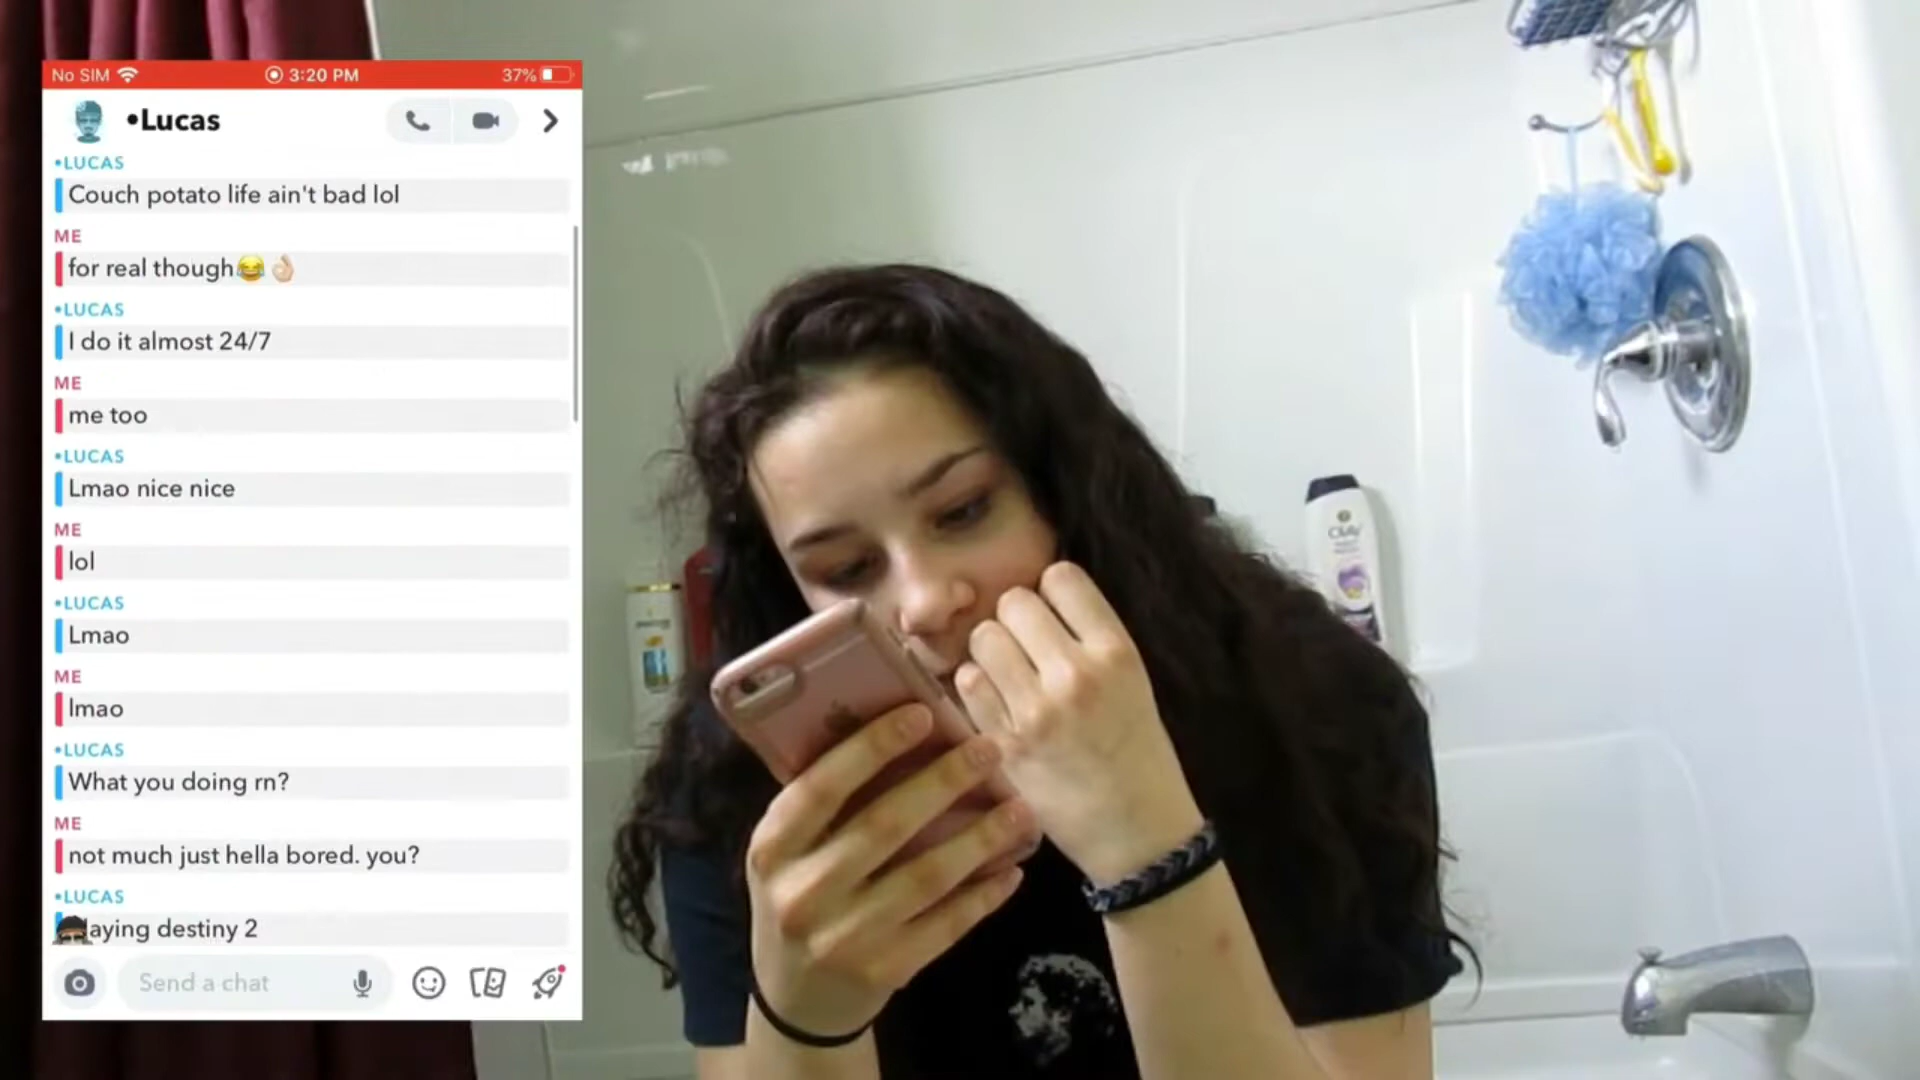 No SIM 3:20 PM 37%
•Lucas
•LUCAS
Couch potato life ain't bad lol
ME
for real though😂👌🏻
•LUCAS
I do it almost 24/7
ME
me too
•LUCAS
Lmao nice nice
ME
lol
•LUCAS
Lmao
ME
lmao
•LUCAS
What you doing rn?
ME
not much just hella bored. you?
•LUCAS
laying destiny 2
Send a chat
OLAY